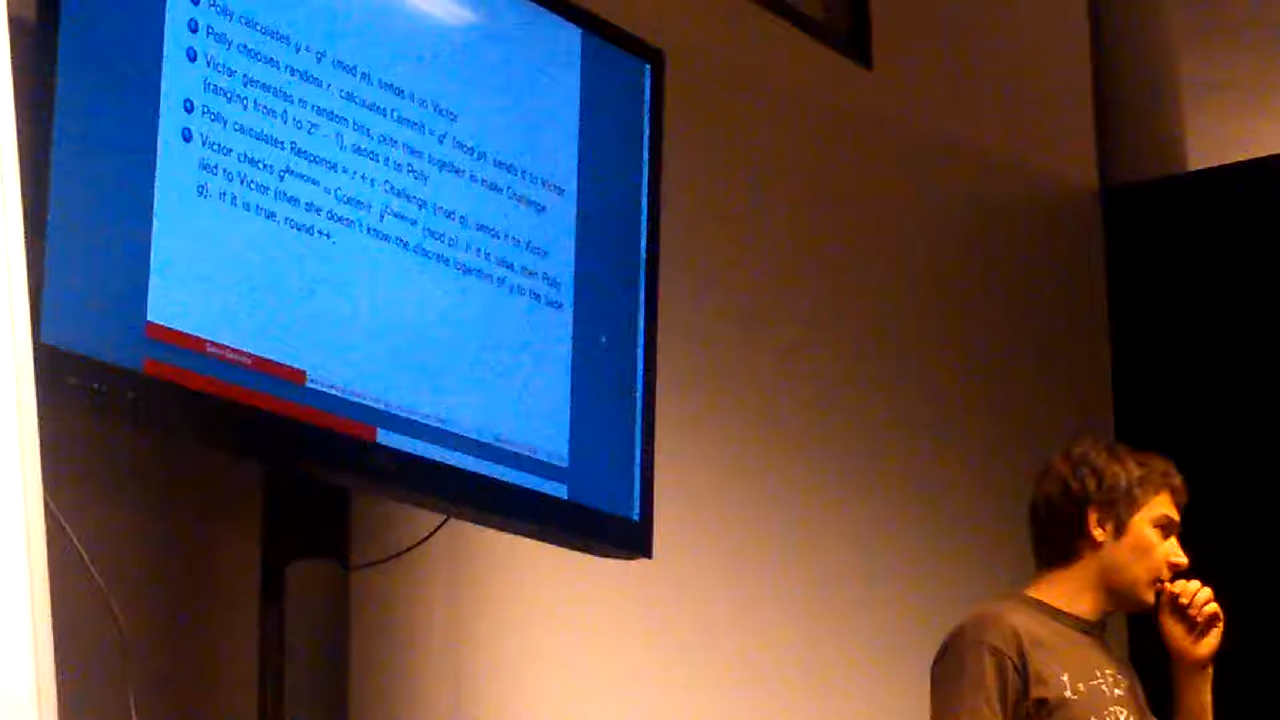 Polly calculates y = gˢ (mod p), sends it to Victor
Polly chooses random r, calculates Commit = gʳ (mod p), sends it to Victor
Victor generates m random bits, puts them together to make Challenge
(ranging from 0 to 2ᵐ − 1), sends it to Polly
Polly calculates Response = r + s · Challenge (mod q), sends it to Victor
Victor checks g^Response = Commit · y^Challenge (mod p). If it is false, then Polly
lied to Victor (then she doesn't know the discrete logarithm of y to the base
g). If it is true, round ++.